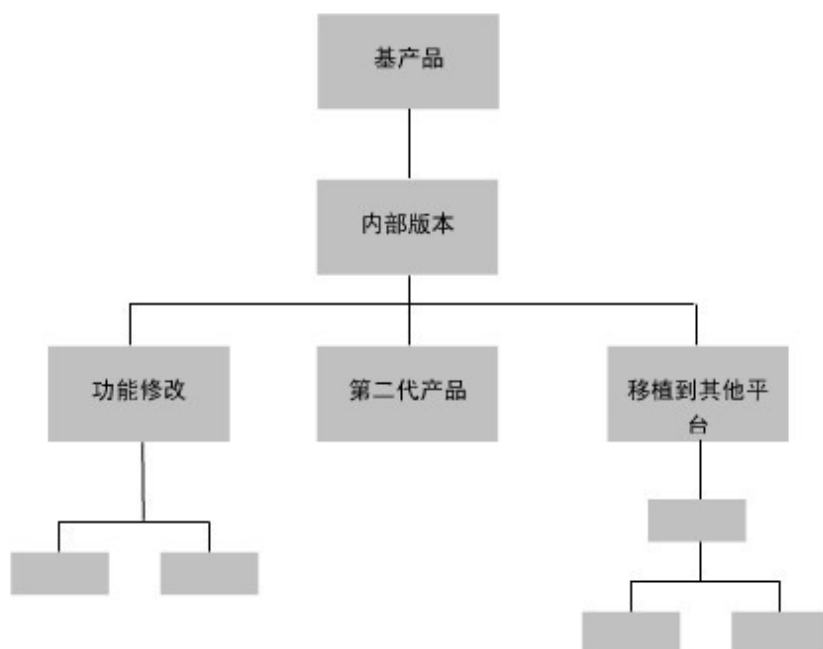 基产品
内部版本
功能修改
第二代产品
移植到其他平
台